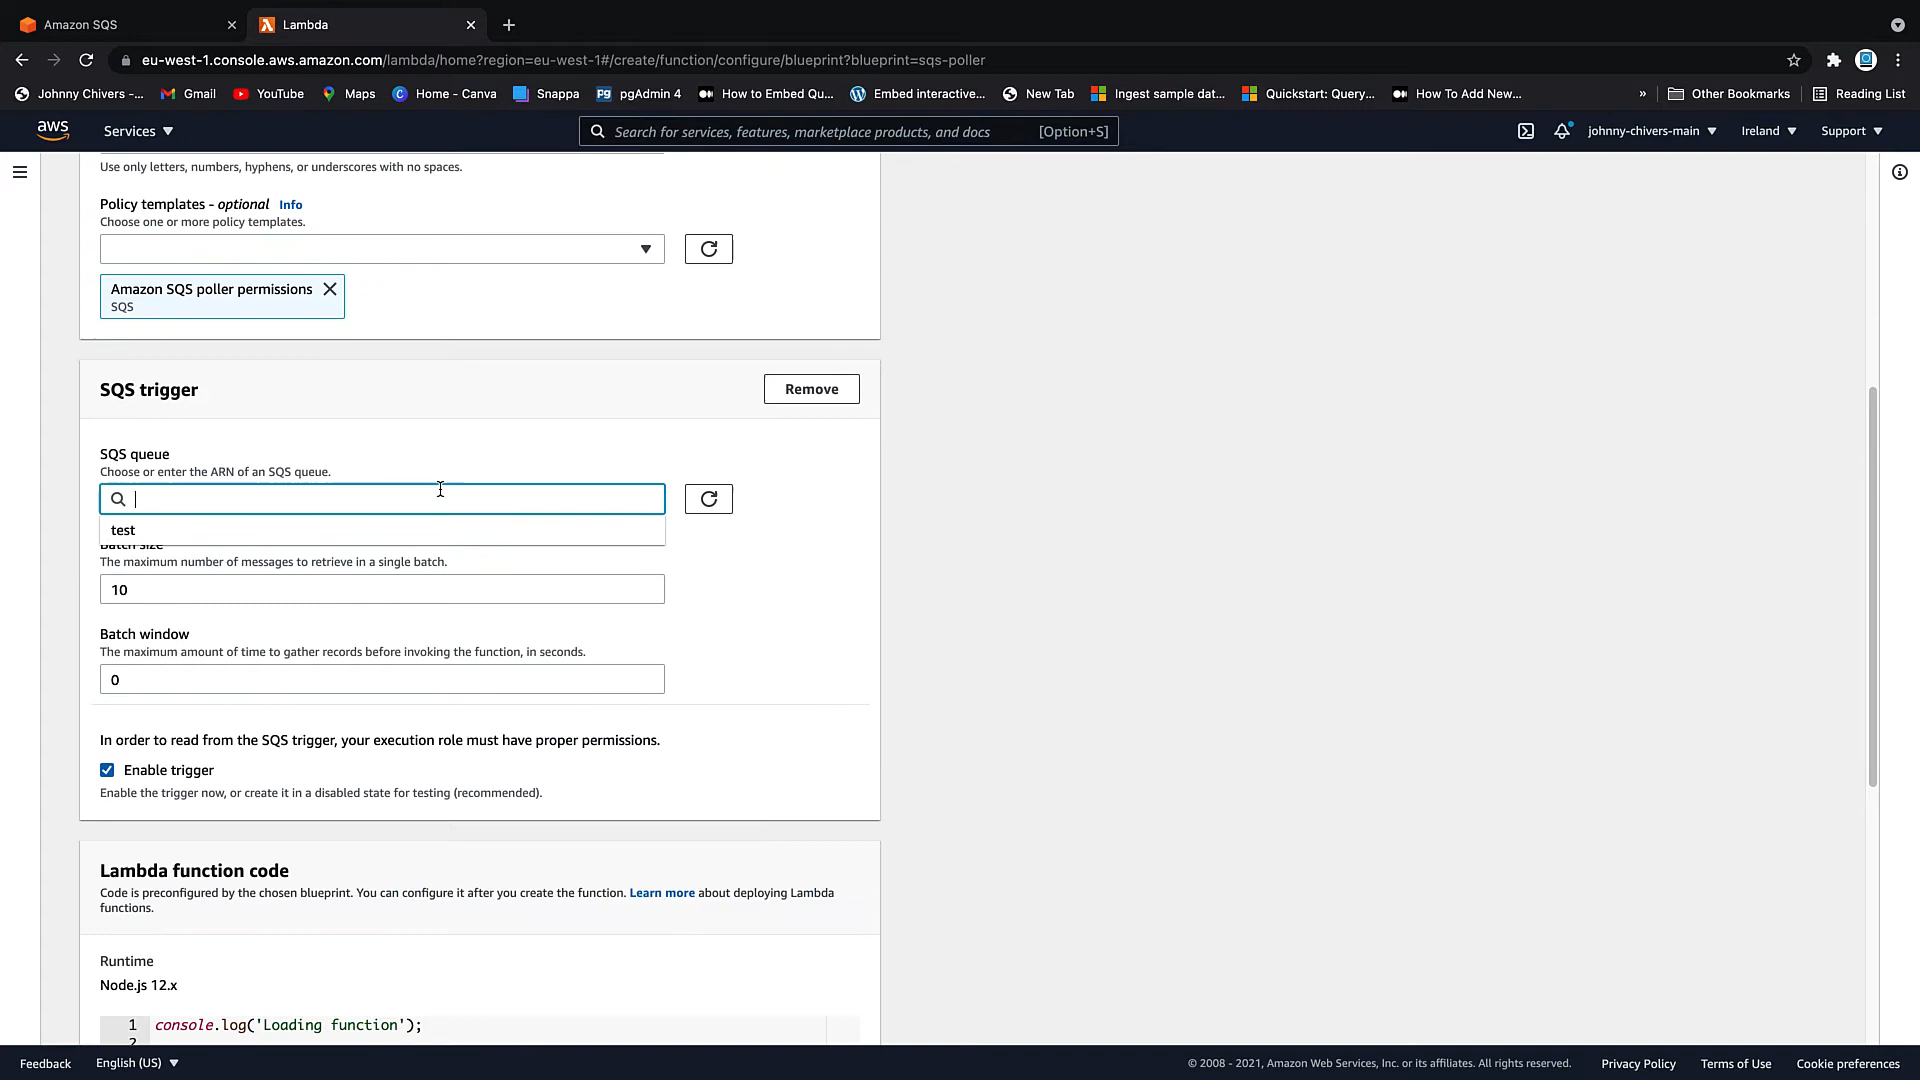 Amazon SQS
Lambda
eu-west-1.console.aws.amazon.com/lambda/home?region=eu-west-1#/create/function/configure/blueprint?blueprint=sqs-poller
Johnny Chivers -...
Gmail
YouTube
Maps
Home - Canva
Snappa
pgAdmin 4
How to Embed Qu...
Embed interactive...
New Tab
Ingest sample dat...
Quickstart: Query...
How To Add New...
»
Other Bookmarks
Reading List
aws
Services
Search for services, features, marketplace products, and docs
[Option+S]
johnny-chivers-main
Ireland
Support
Use only letters, numbers, hyphens, or underscores with no spaces.
Policy templates - optional Info
Choose one or more policy templates.
Amazon SQS poller permissions
SQS
SQS trigger
Remove
SQS queue
Choose or enter the ARN of an SQS queue.
test
Batch size
The maximum number of messages to retrieve in a single batch.
10
Batch window
The maximum amount of time to gather records before invoking the function, in seconds.
0
In order to read from the SQS trigger, your execution role must have proper permissions.
Enable trigger
Enable the trigger now, or create it in a disabled state for testing (recommended).
Lambda function code
Code is preconfigured by the chosen blueprint. You can configure it after you create the function. Learn more about deploying Lambda
functions.
Runtime
Node.js 12.x
1 console.log('Loading function');
2
Feedback
English (US)
© 2008 - 2021, Amazon Web Services, Inc. or its affiliates. All rights reserved.
Privacy Policy
Terms of Use
Cookie preferences